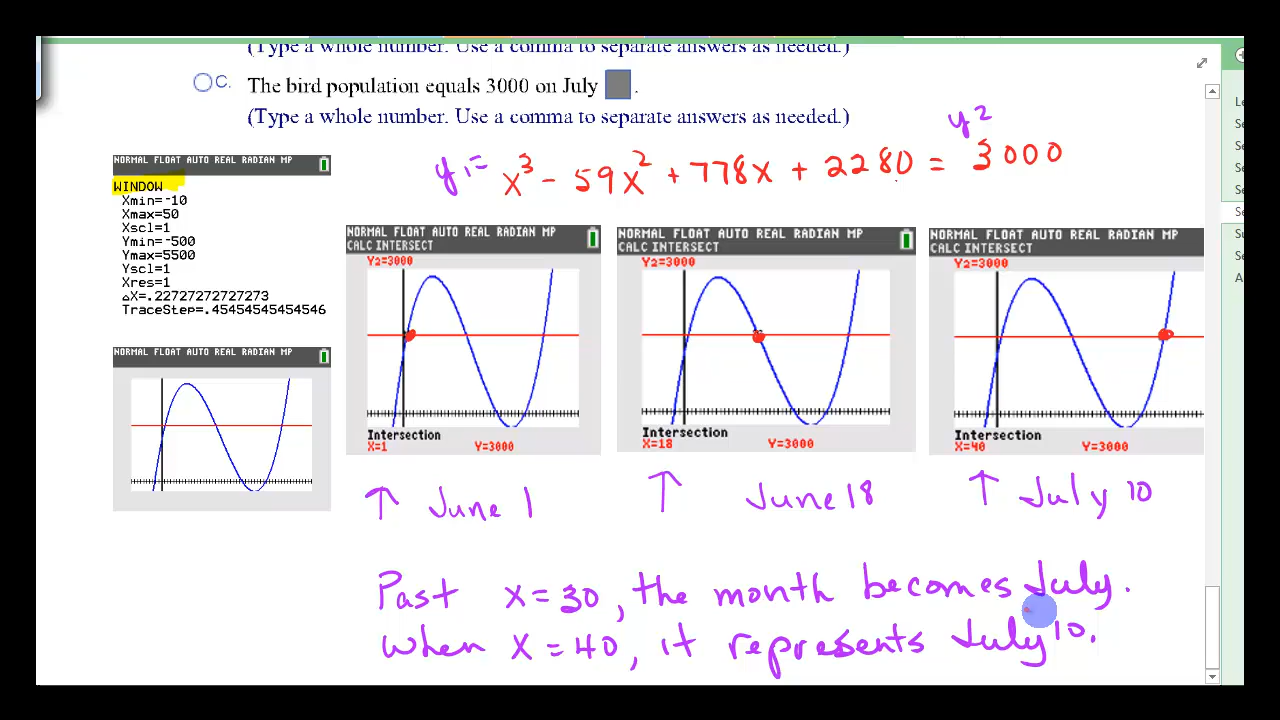 (Type a whole number. Use a comma to separate answers as needed.)
C. The bird population equals 3000 on July .
(Type a whole number. Use a comma to separate answers as needed.)
y2
y1= x³ - 59x² + 778x + 2280 = 3000
NORMAL FLOAT AUTO REAL RADIAN MP
WINDOW
Xmin=-10
Xmax=50
Xscl=1
Ymin=-500
Ymax=5500
Yscl=1
Xres=1
△X=.22727272727273
TraceStep=.45454545454546
NORMAL FLOAT AUTO REAL RADIAN MP
NORMAL FLOAT AUTO REAL RADIAN MP
CALC INTERSECT
Y2=3000
Intersection
X=1 Y=3000
NORMAL FLOAT AUTO REAL RADIAN MP
CALC INTERSECT
Y2=3000
Intersection
X=18 Y=3000
NORMAL FLOAT AUTO REAL RADIAN MP
CALC INTERSECT
Y2=3000
Intersection
X=40 Y=3000
↑ June 1
↑ June 18
↑ July 10
Past x=30, the month becomes July.
When x=40, it represents July 10.